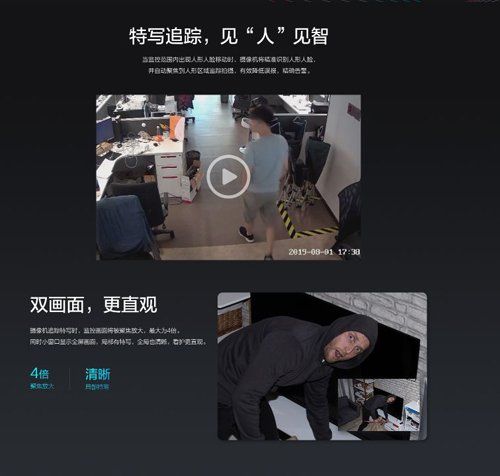 特写追踪，见“人”见智
当监控范围内出现人形人脸移动时，摄像机将精准识别人形人脸，
并自动聚焦到人形区域追踪拍摄，有效降低误报，精确告警。
2019-08-01 17:38
双画面，更直观
摄像机追踪特写时，监控画面将被聚焦放大，最大为4倍。
同时小窗口显示全屏画面，局部有特写，全局也清晰，看护更直观。
4倍 清晰
聚焦放大